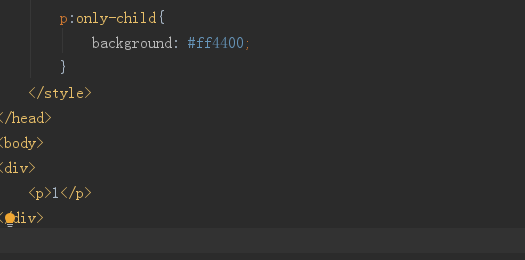 p:only-child{
background: #ff4400;
}
</style>
</head>
<body>
<div>
<p>1</p>
</div>